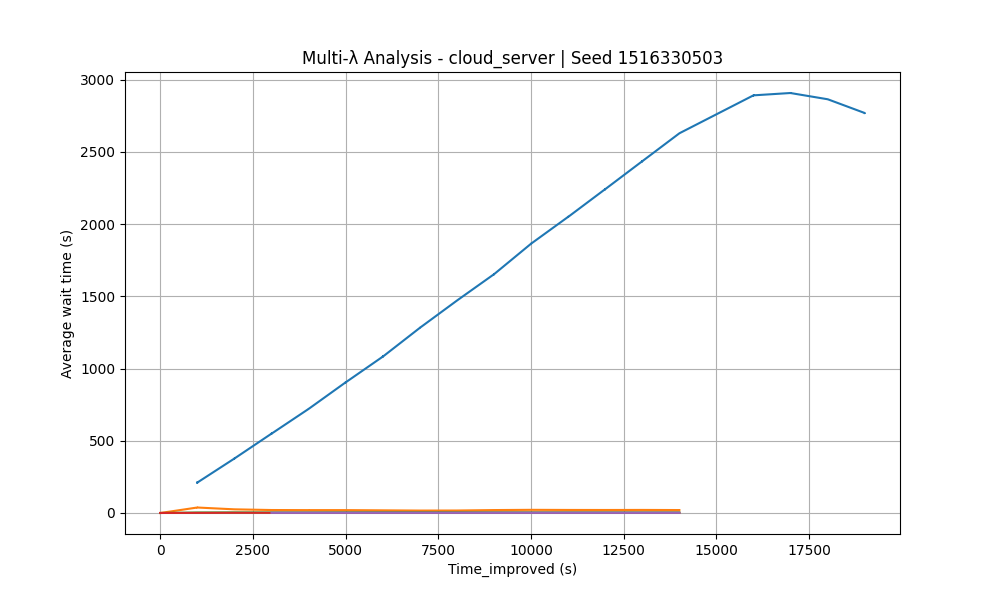 Multi-λ Analysis - cloud_server | Seed 1516330503
3000
2500
2000
1500
1000
500
0
Average wait time (s)
0 2500 5000 7500 10000 12500 15000 17500
Time_improved (s)